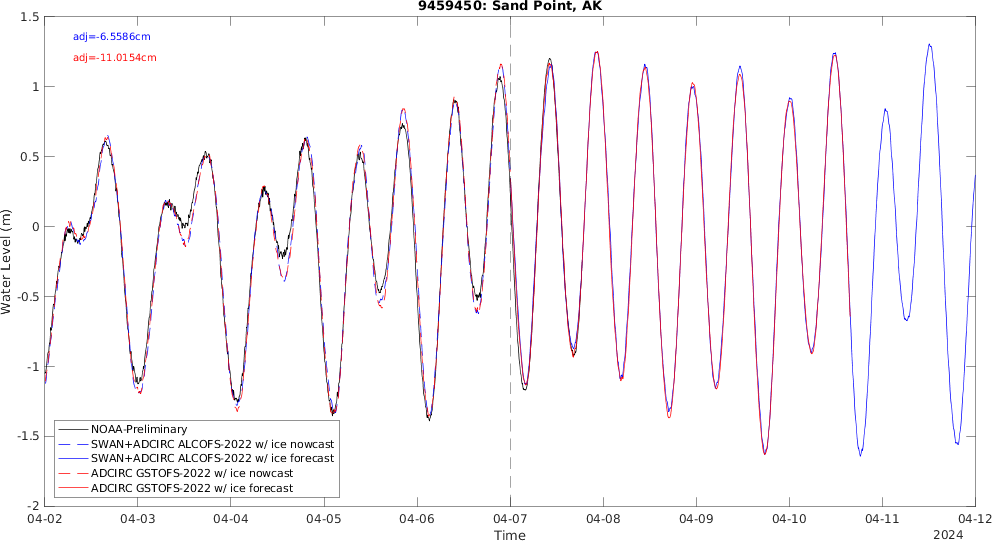 9459450: Sand Point, AK
adj=-6.5586cm
adj=-11.0154cm
Water Level (m)
1.5
1
0.5
0
-0.5
-1
-1.5
-2
NOAA-Preliminary
SWAN+ADCIRC ALCOFS-2022 w/ ice nowcast
SWAN+ADCIRC ALCOFS-2022 w/ ice forecast
ADCIRC GSTOFS-2022 w/ ice nowcast
ADCIRC GSTOFS-2022 w/ ice forecast
04-02 04-03 04-04 04-05 04-06 04-07 04-08 04-09 04-10 04-11 04-12
Time
2024